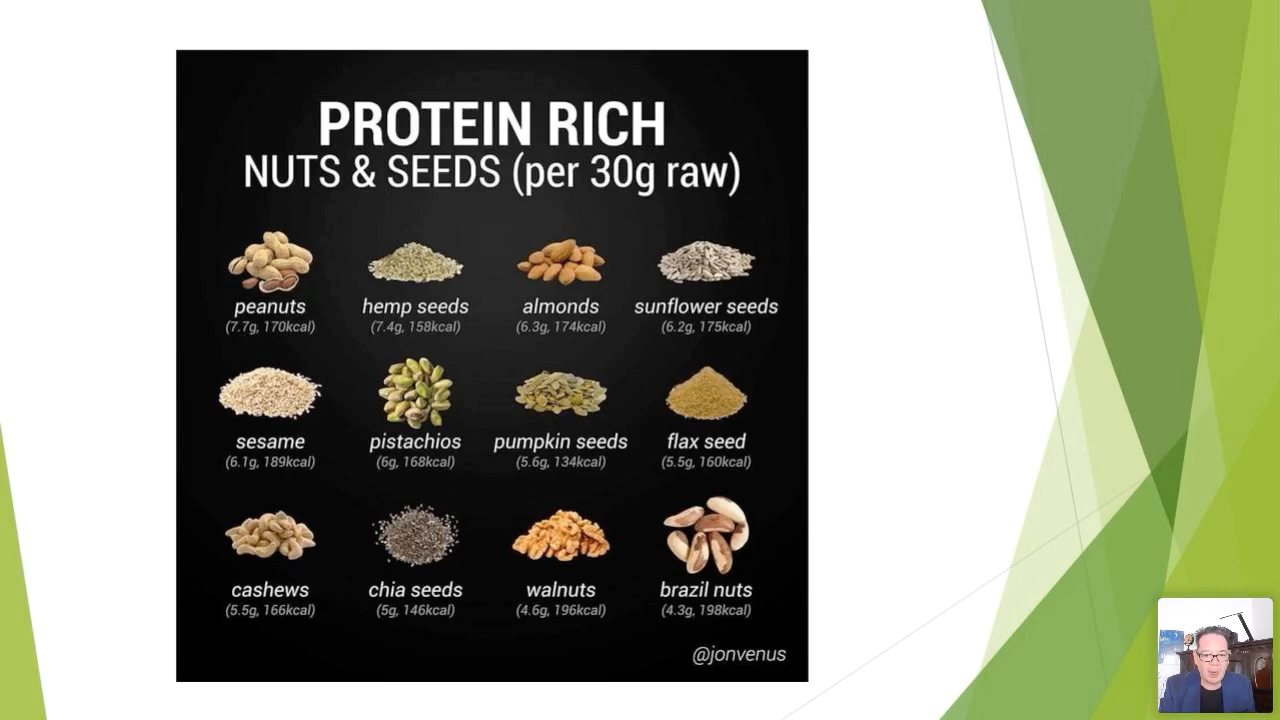 PROTEIN RICH
NUTS & SEEDS (per 30g raw)
peanuts hemp seeds almonds sunflower seeds
(7.7g, 170kcal) (7.4g, 158kcal) (6.3g, 174kcal) (6.2g, 175kcal)
sesame pistachios pumpkin seeds flax seed
(6.1g, 189kcal) (6g, 168kcal) (5.6g, 134kcal) (5.5g, 160kcal)
cashews chia seeds walnuts brazil nuts
(5.5g, 166kcal) (5g, 146kcal) (4.6g, 196kcal) (4.3g, 198kcal)
@jonvenus